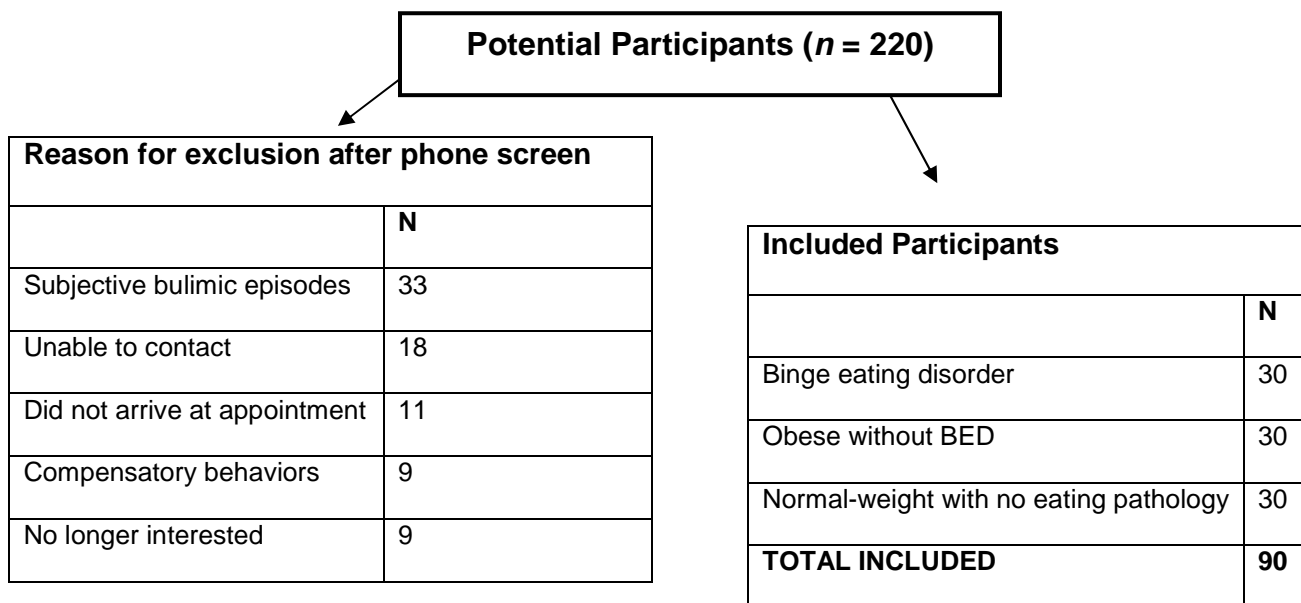 Potential Participants (n = 220)
Reason for exclusion after phone screen
N
Subjective bulimic episodes 33
Unable to contact 18
Did not arrive at appointment 11
Compensatory behaviors 9
No longer interested 9
Included Participants
N
Binge eating disorder 30
Obese without BED 30
Normal-weight with no eating pathology 30
TOTAL INCLUDED 90